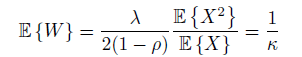 𝔼{W} = λ / 2(1 − ρ) 𝔼{X²} / 𝔼{X} = 1 / κ